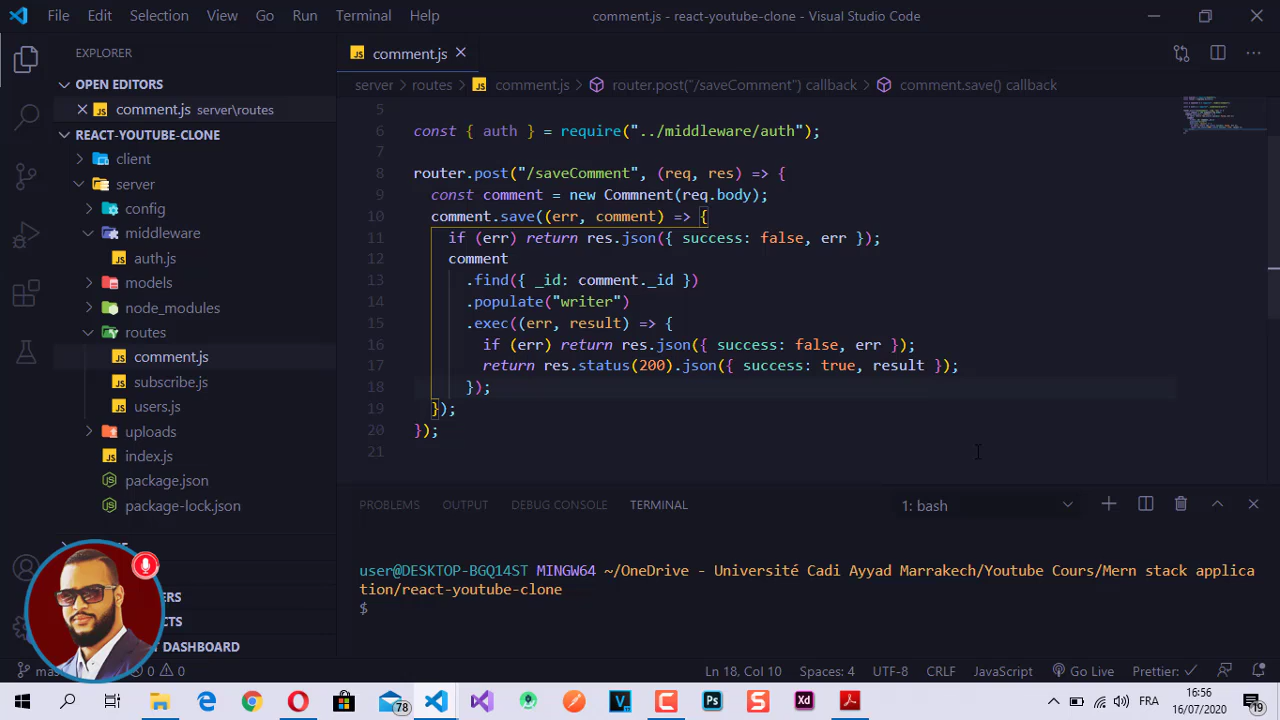 File Edit Selection View Go Run Terminal Help comment.js - react-youtube-clone - Visual Studio Code
EXPLORER
OPEN EDITORS
comment.js server\routes
REACT-YOUTUBE-CLONE
client
server
config
middleware
auth.js
models
node_modules
routes
comment.js
subscribe.js
users.js
uploads
index.js
package.json
package-lock.json
DASHBOARD
comment.js
server > routes > comment.js > router.post("/saveComment") callback > comment.save() callback
5
6 const { auth } = require("../middleware/auth");
7
8 router.post("/saveComment", (req, res) => {
9 const comment = new Commnent(req.body);
10 comment.save((err, comment) => {
11 if (err) return res.json({ success: false, err });
12 comment
13 .find({ _id: comment._id })
14 .populate("writer")
15 .exec((err, result) => {
16 if (err) return res.json({ success: false, err });
17 return res.status(200).json({ success: true, result });
18 });
19 });
20 });
21
PROBLEMS OUTPUT DEBUG CONSOLE TERMINAL 1: bash
user@DESKTOP-BGQ14ST MINGW64 ~/OneDrive - Université Cadi Ayyad Marrakech/Youtube Cours/Mern stack applica
tion/react-youtube-clone
$
0 0 Ln 18, Col 10 Spaces: 4 UTF-8 CRLF JavaScript Go Live Prettier: ✓
78 Ps Xd FRA 16:56
16/07/2020 19